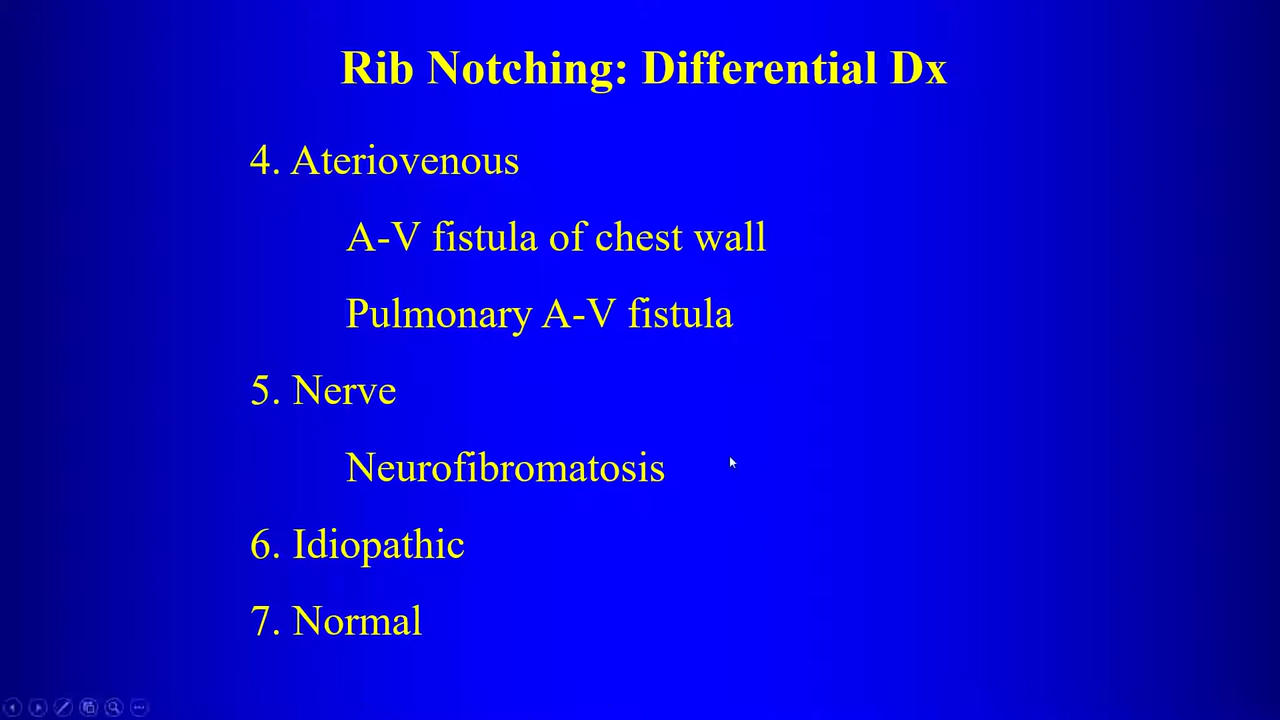 Rib Notching: Differential Dx
4. Ateriovenous
A-V fistula of chest wall
Pulmonary A-V fistula
5. Nerve
Neurofibromatosis
6. Idiopathic
7. Normal